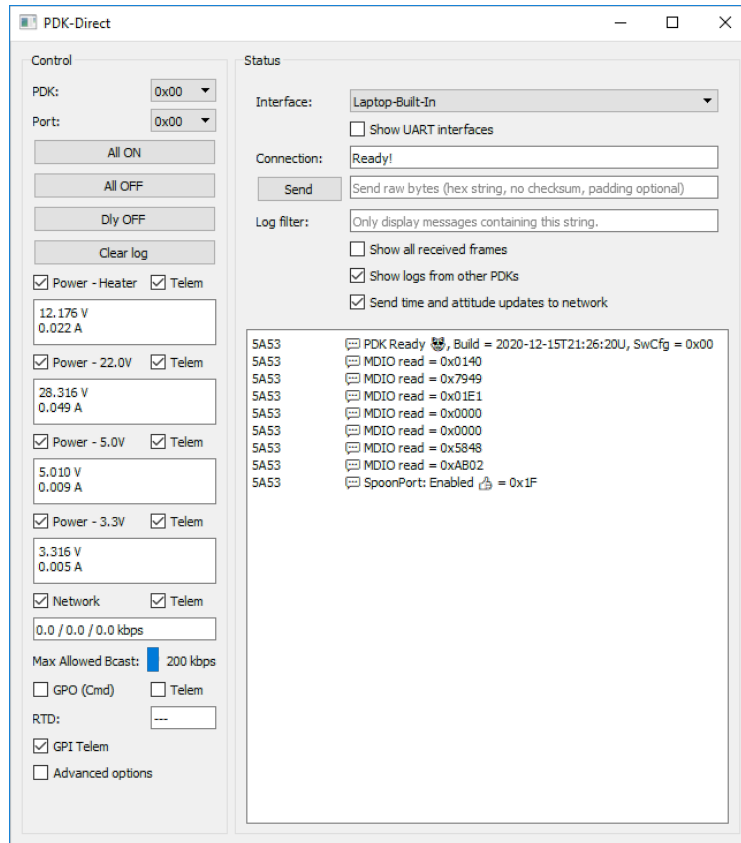 PDK-Direct
Control
PDK: 0x00
Port: 0x00
All ON
All OFF
Dly OFF
Clear log
Power - Heater Telem
12.176 V
0.022 A
Power - 22.0V Telem
28.316 V
0.049 A
Power - 5.0V Telem
5.010 V
0.009 A
Power - 3.3V Telem
3.316 V
0.005 A
Network Telem
0.0 / 0.0 / 0.0 kbps
Max Allowed Bcast: 200 kbps
GPO (Cmd) Telem
RTD: ---
GPI Telem
Advanced options
Status
Interface: Laptop-Built-In
Show UART interfaces
Connection: Ready!
Send Send raw bytes (hex string, no checksum, padding optional)
Log filter: Only display messages containing this string.
Show all received frames
Show logs from other PDKs
Send time and attitude updates to network
5A53 PDK Ready , Build = 2020-12-15T21:26:20U, SwCfg = 0x00
5A53 MDIO read = 0x0140
5A53 MDIO read = 0x7949
5A53 MDIO read = 0x01E1
5A53 MDIO read = 0x0000
5A53 MDIO read = 0x0000
5A53 MDIO read = 0x5848
5A53 MDIO read = 0xAB02
5A53 SpoonPort: Enabled = 0x1F